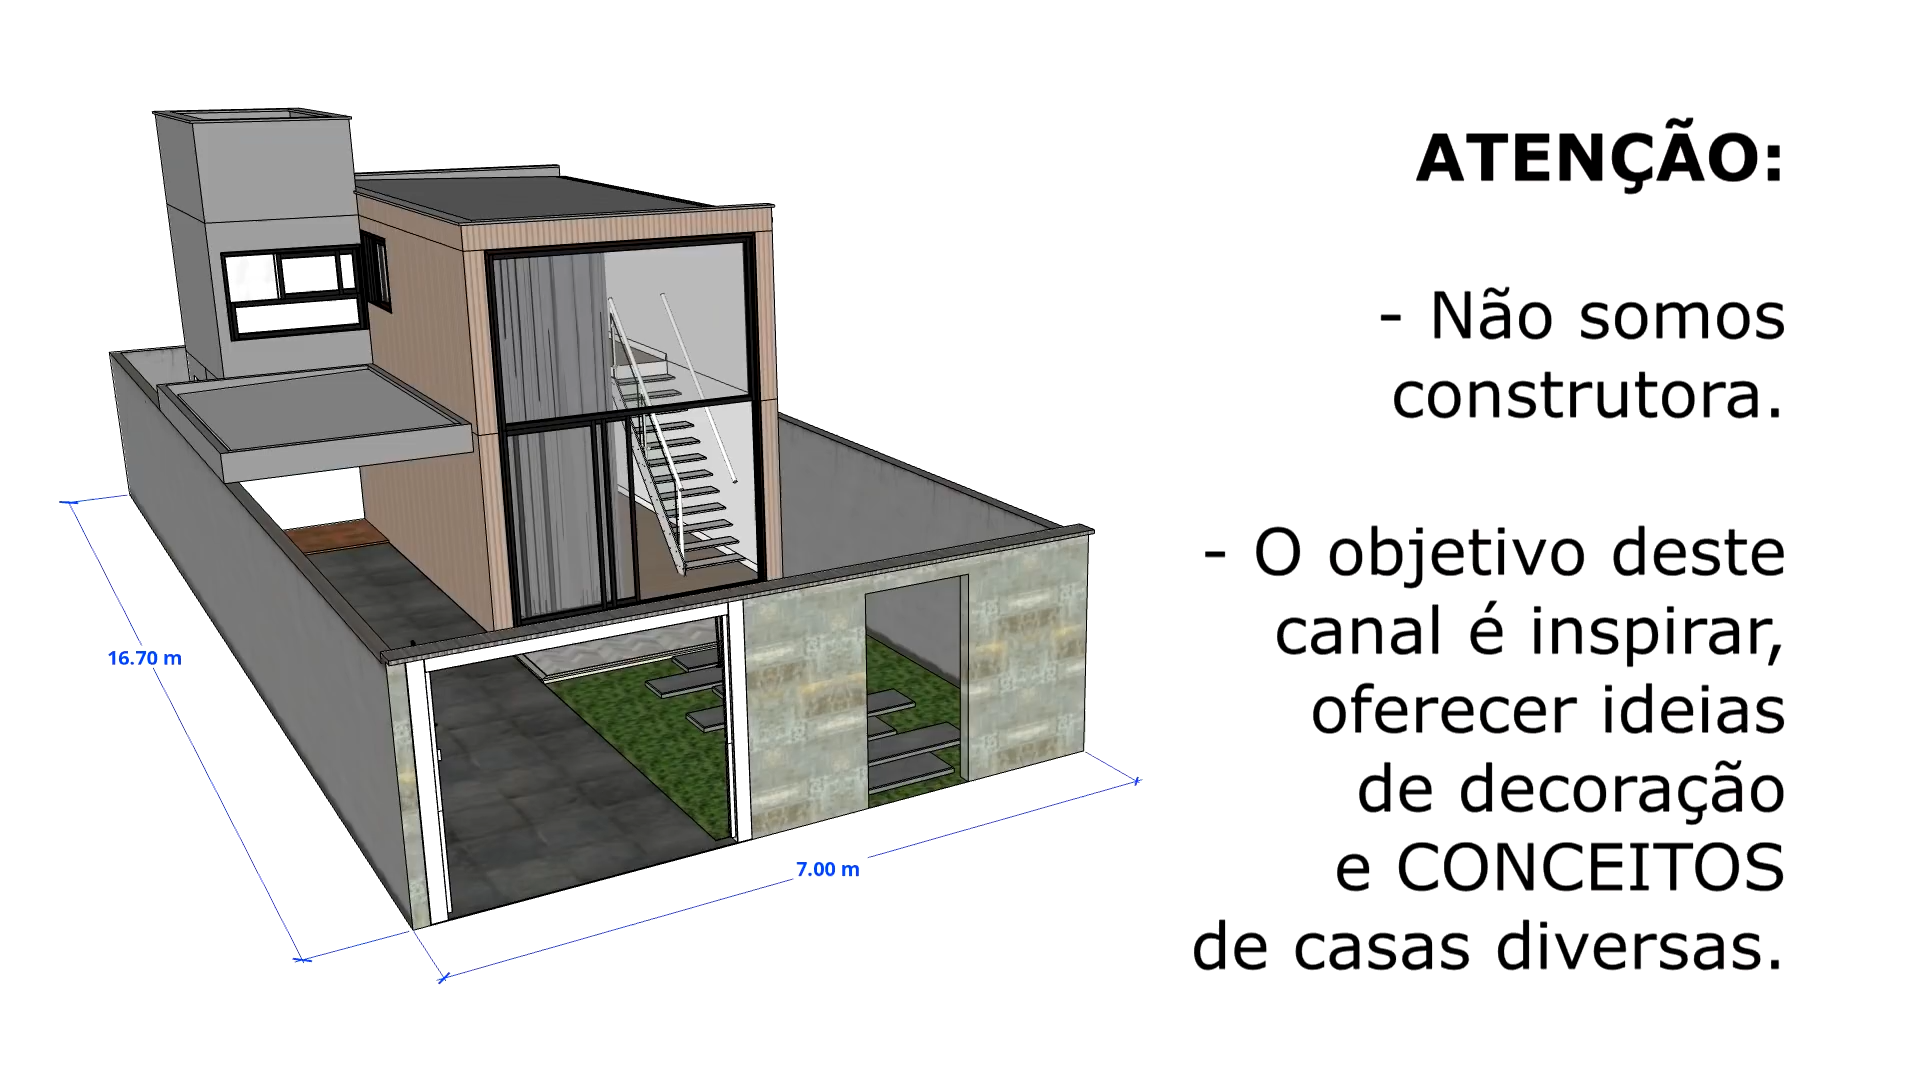 ATENÇÃO:
- Não somos
construtora.
- O objetivo deste
canal é inspirar,
oferecer ideias
de decoração
e CONCEITOS
de casas diversas.
16.70 m
7.00 m